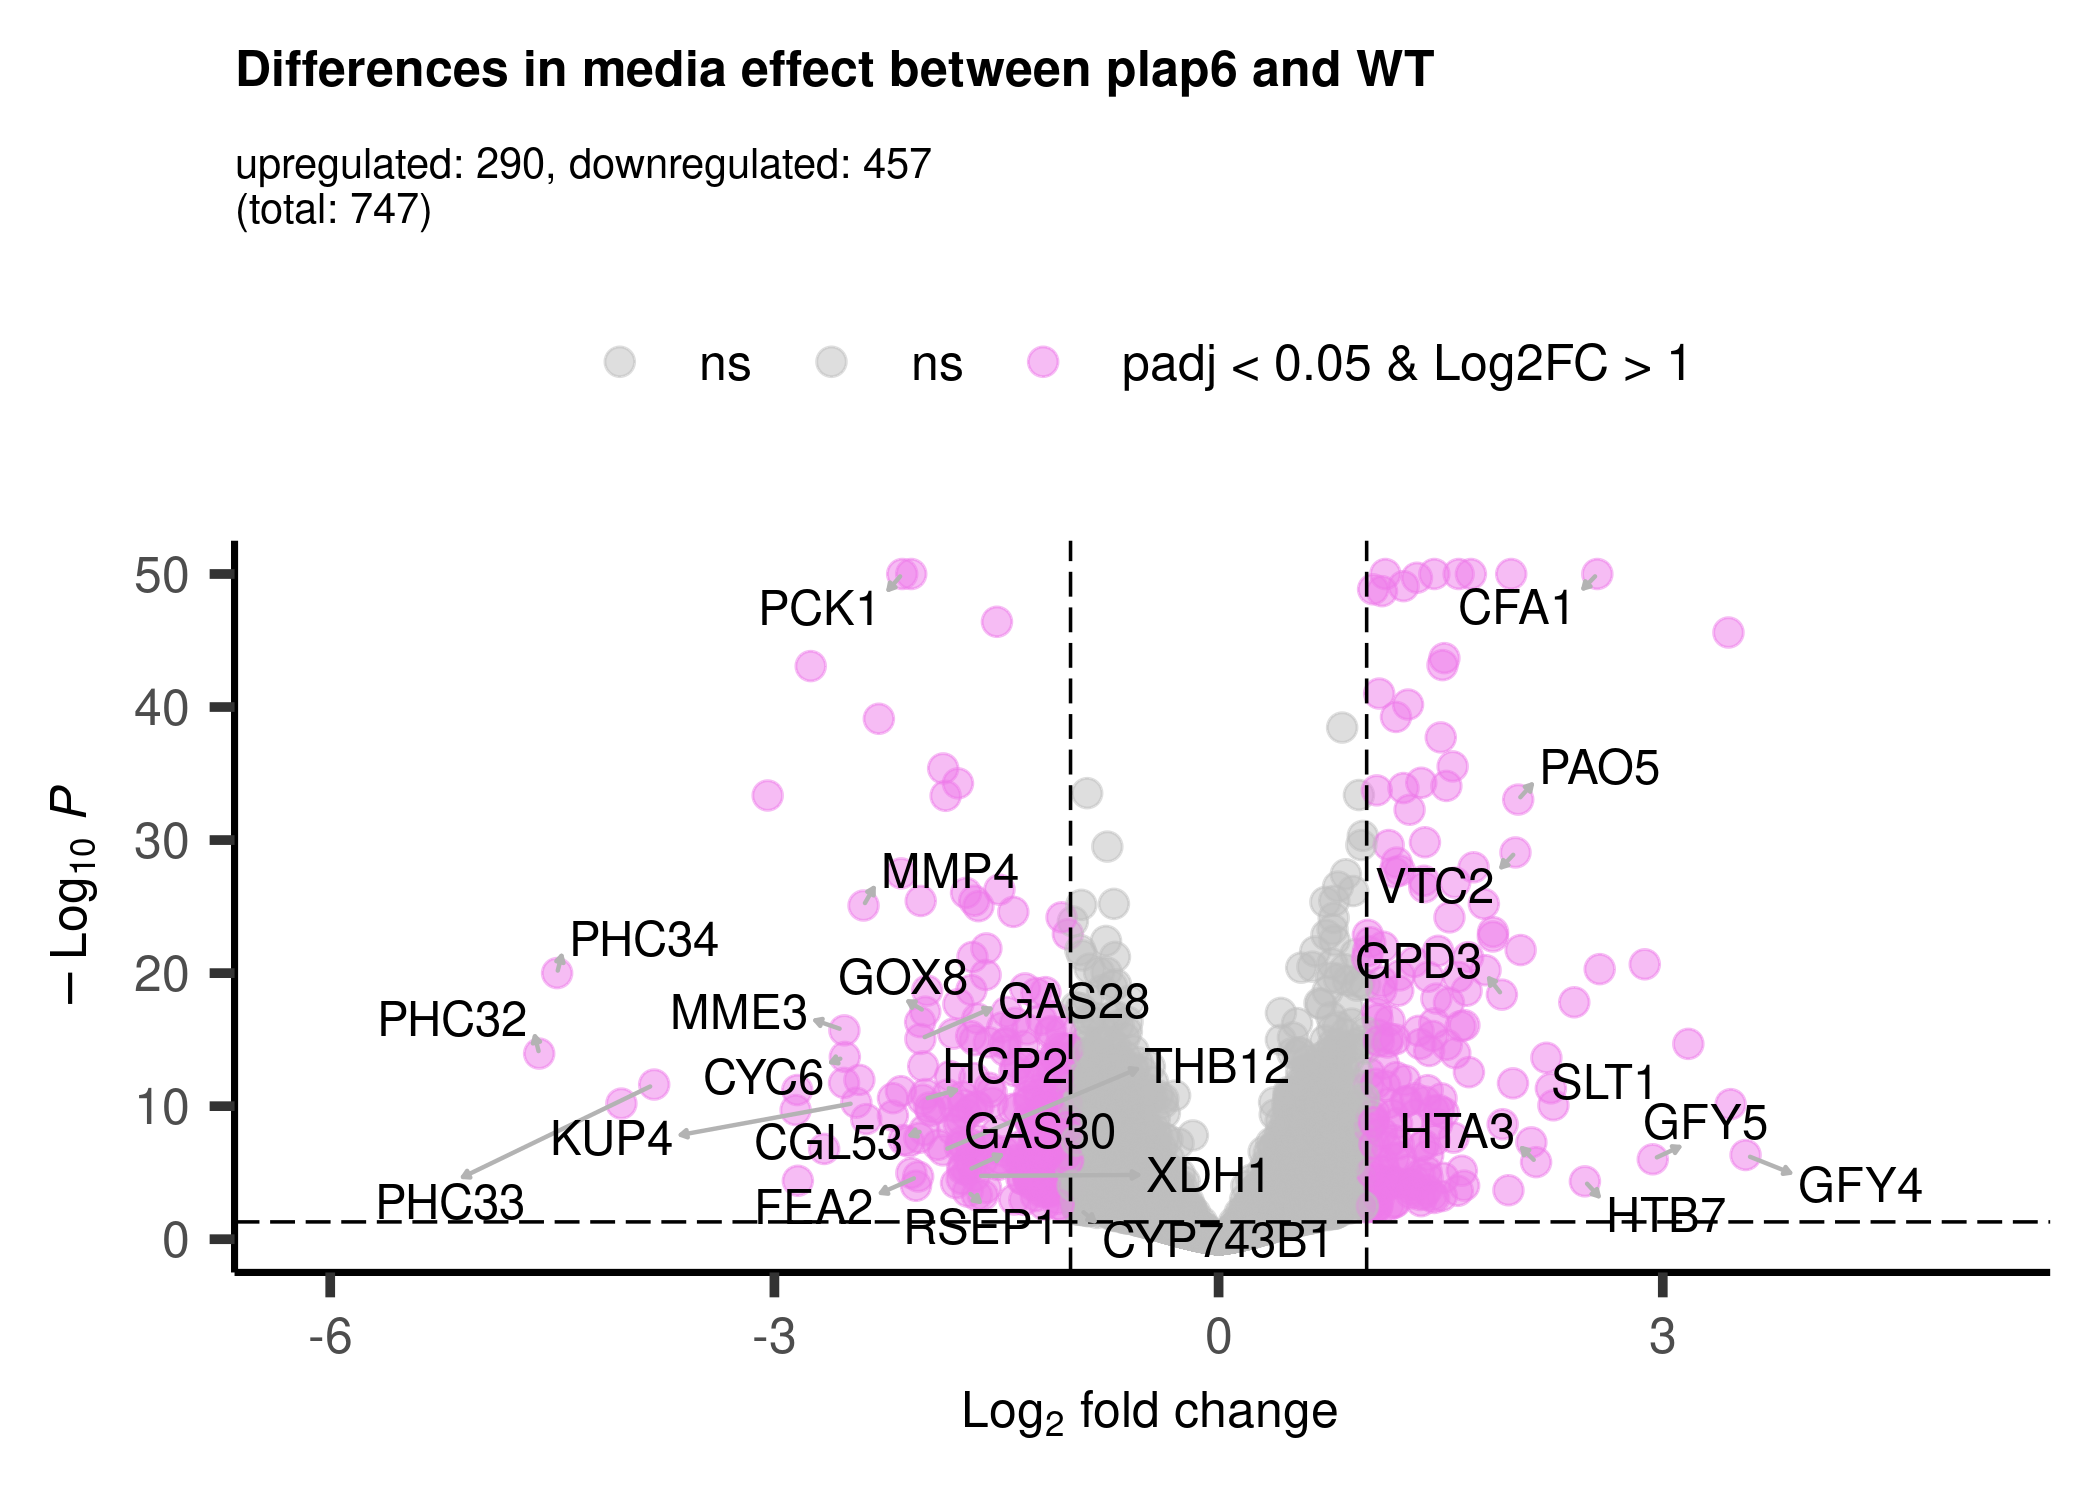 Differences in media effect between plap6 and WT
upregulated: 290, downregulated: 457
(total: 747)
ns ns padj < 0.05 & Log2FC > 1
50
40
30
20
10
0
− Log10 P
PCK1
CFA1
PAO5
MMP4
VTC2
PHC34
GPD3
GOX8
GAS28
MME3
PHC32
HCP2
THB12
CYC6
SLT1
GFY5
HTA3
GAS30
KUP4
CGL53
XDH1
GFY4
PHC33
FEA2
HTB7
RSEP1
CYP743B1
-6 -3 0 3
Log2 fold change